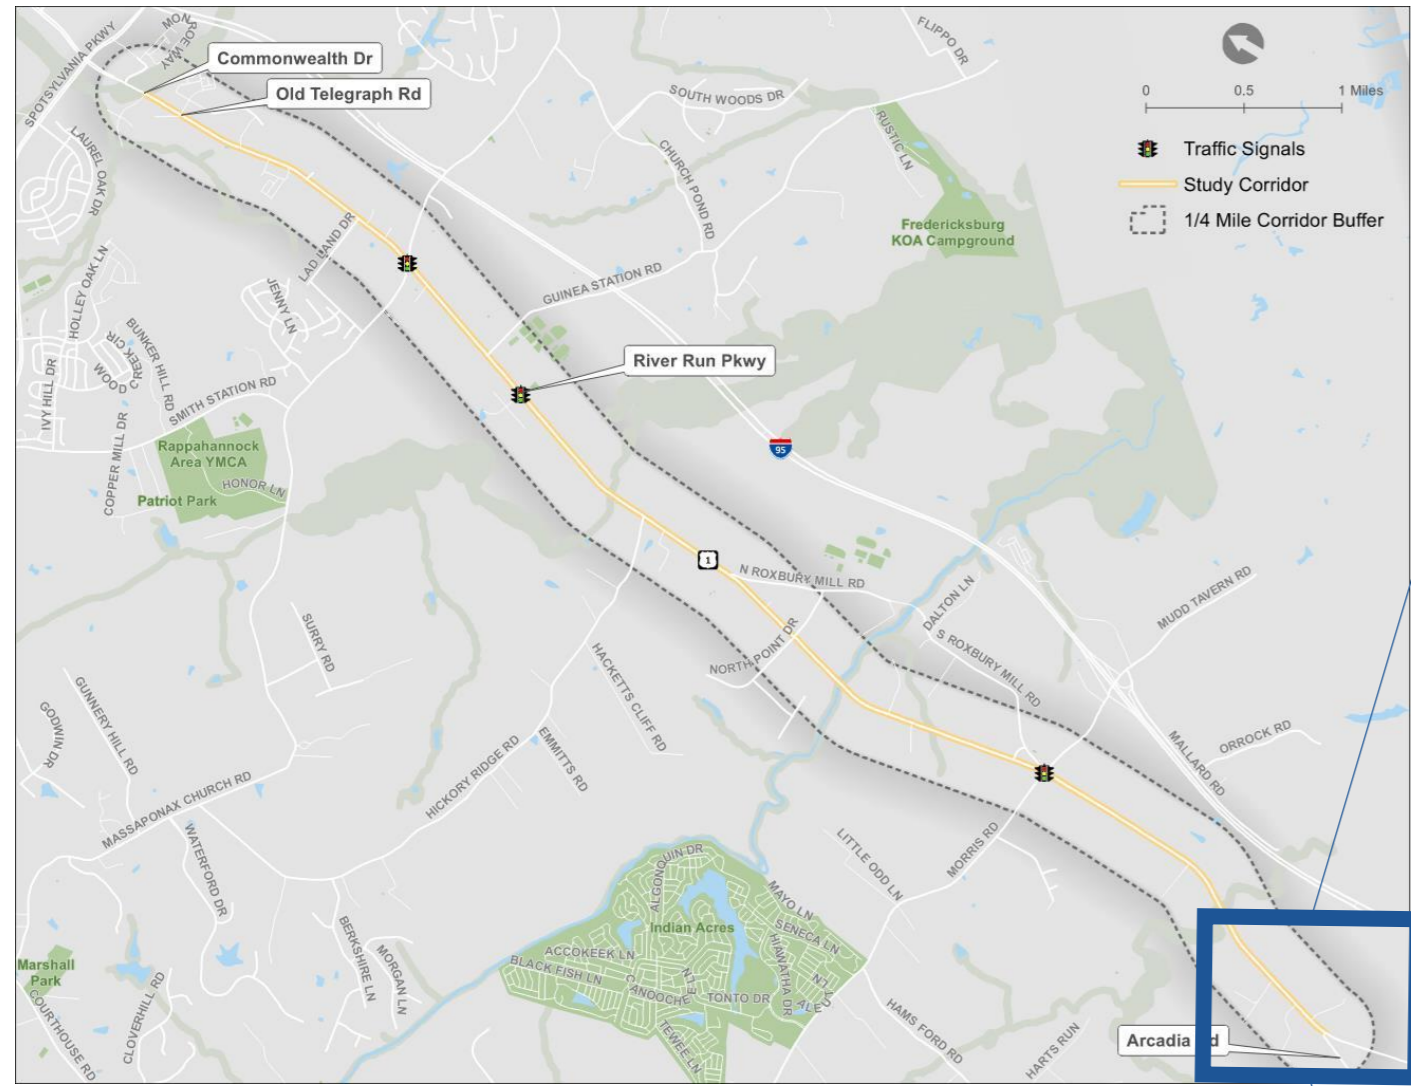 SPOTSYLVANIA PKWY
MONROE WAY
Commonwealth Dr
Old Telegraph Rd
FLIPPO DR
SOUTH WOODS DR
0 0.5 1 Miles
Traffic Signals
Study Corridor
1/4 Mile Corridor Buffer
LAUREL OAK DR
CHURCH POND RD
RUSTIC LN
Fredericksburg
KOA Campground
LADYLAND DR
JENNY LN
GUINEA STATION RD
HOLLEY OAK LN
BUNKER HILL RD
WOOD CREEK CIR
IVY HILL DR
COPPER MILL DR
SMITH STATION RD
River Run Pkwy
95
Rappahannock
Area YMCA
HONOR LN
Patriot Park
1
N ROXBURY MILL RD
DALTON LN
MUDD TAVERN RD
NORTH POINT DR
S ROXBURY MILL RD
SURRY RD
HACKETTS CLIFF RD
GUNNERY HILL RD
GODWIN DR
EMMITTS RD
HICKORY RIDGE RD
MASSAPONAX CHURCH RD
MALLARD RD
ORROCK RD
WATERFORD DR
LITTLE ODD LN
MORRIS RD
ALGONQUIN DR
MAYO LN
SENECA LN
Indian Acres
HIAWATHA DR
ACCOKEEK LN
BLACK FISH LN
CANOOCHEE LN
TONTO DR
TEWEE LN
BERKSHIRE LN
MORGAN LN
Marshall
Park
COURTHOUSE RD
CLOVERHILL RD
HAMS FORD RD
HARTS RUN
Arcadia Rd